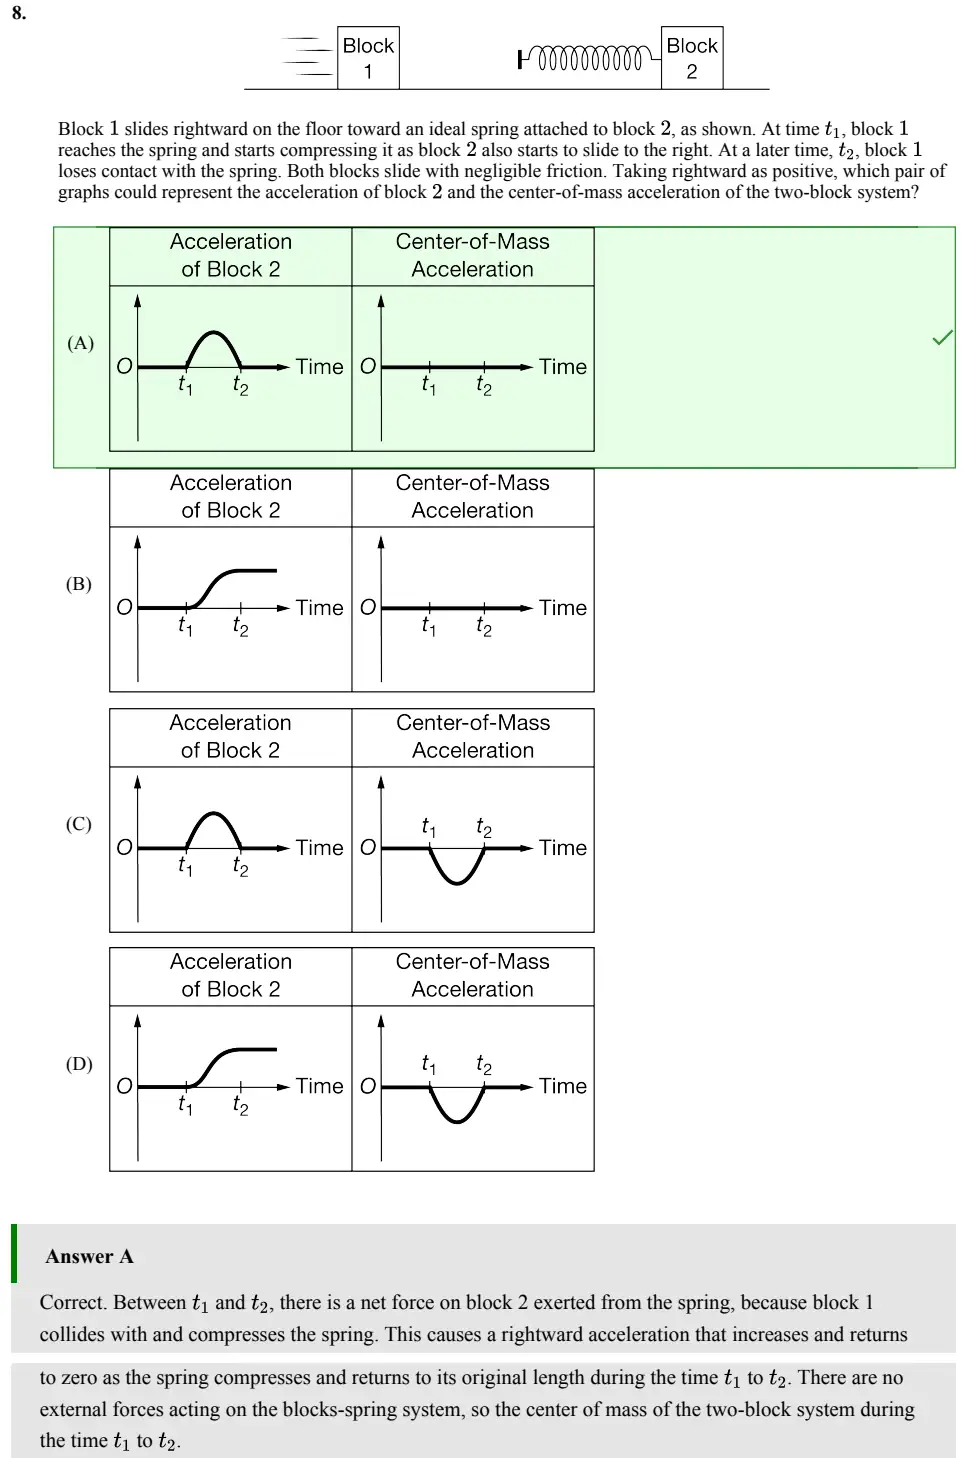 8.
Block
1
Block
2
Block 1 slides rightward on the floor toward an ideal spring attached to block 2, as shown. At time t₁, block 1
reaches the spring and starts compressing it as block 2 also starts to slide to the right. At a later time, t₂, block 1
loses contact with the spring. Both blocks slide with negligible friction. Taking rightward as positive, which pair of
graphs could represent the acceleration of block 2 and the center-of-mass acceleration of the two-block system?
Acceleration
of Block 2
Center-of-Mass
Acceleration
(A)
O
Time
t₁
t₂
O
Time
t₁
t₂
Acceleration
of Block 2
Center-of-Mass
Acceleration
(B)
O
Time
t₁
t₂
O
Time
t₁
t₂
Acceleration
of Block 2
Center-of-Mass
Acceleration
(C)
O
Time
t₁
t₂
t₁
t₂
O
Time
Acceleration
of Block 2
Center-of-Mass
Acceleration
(D)
O
Time
t₁
t₂
t₁
t₂
O
Time
Answer A
Correct. Between t₁ and t₂, there is a net force on block 2 exerted from the spring, because block 1
collides with and compresses the spring. This causes a rightward acceleration that increases and returns
to zero as the spring compresses and returns to its original length during the time t₁ to t₂. There are no
external forces acting on the blocks-spring system, so the center of mass of the two-block system during
the time t₁ to t₂.